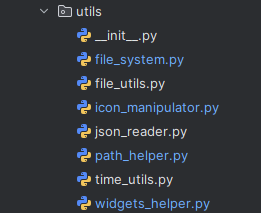 utils
__init__.py
file_system.py
file_utils.py
icon_manipulator.py
json_reader.py
path_helper.py
time_utils.py
widgets_helper.py